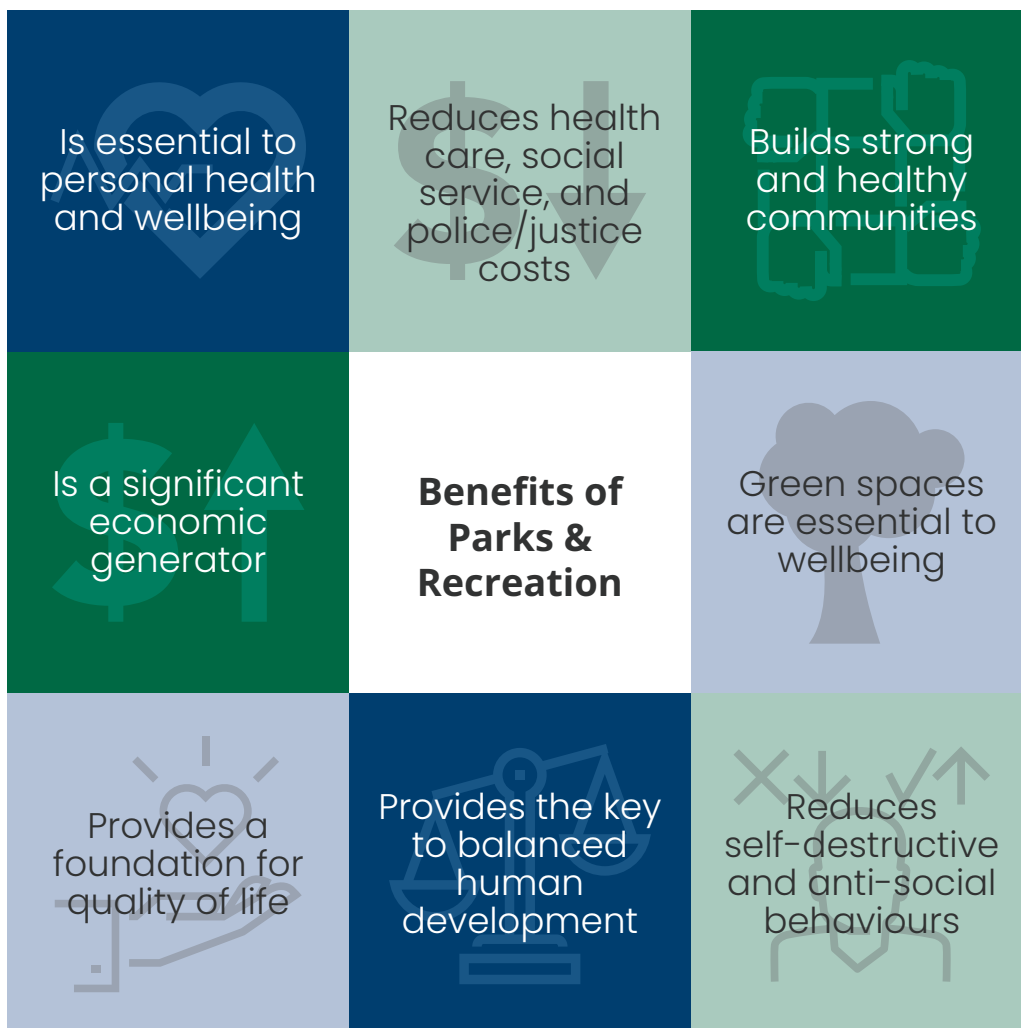 Is essential to
personal health
and wellbeing
Reduces health
care, social
service, and
police/justice
costs
Builds strong
and healthy
communities
Is a significant
economic
generator
Benefits of
Parks &
Recreation
Green spaces
are essential to
wellbeing
Provides a
foundation for
quality of life
Provides the key
to balanced
human
development
Reduces
self-destructive
and anti-social
behaviours